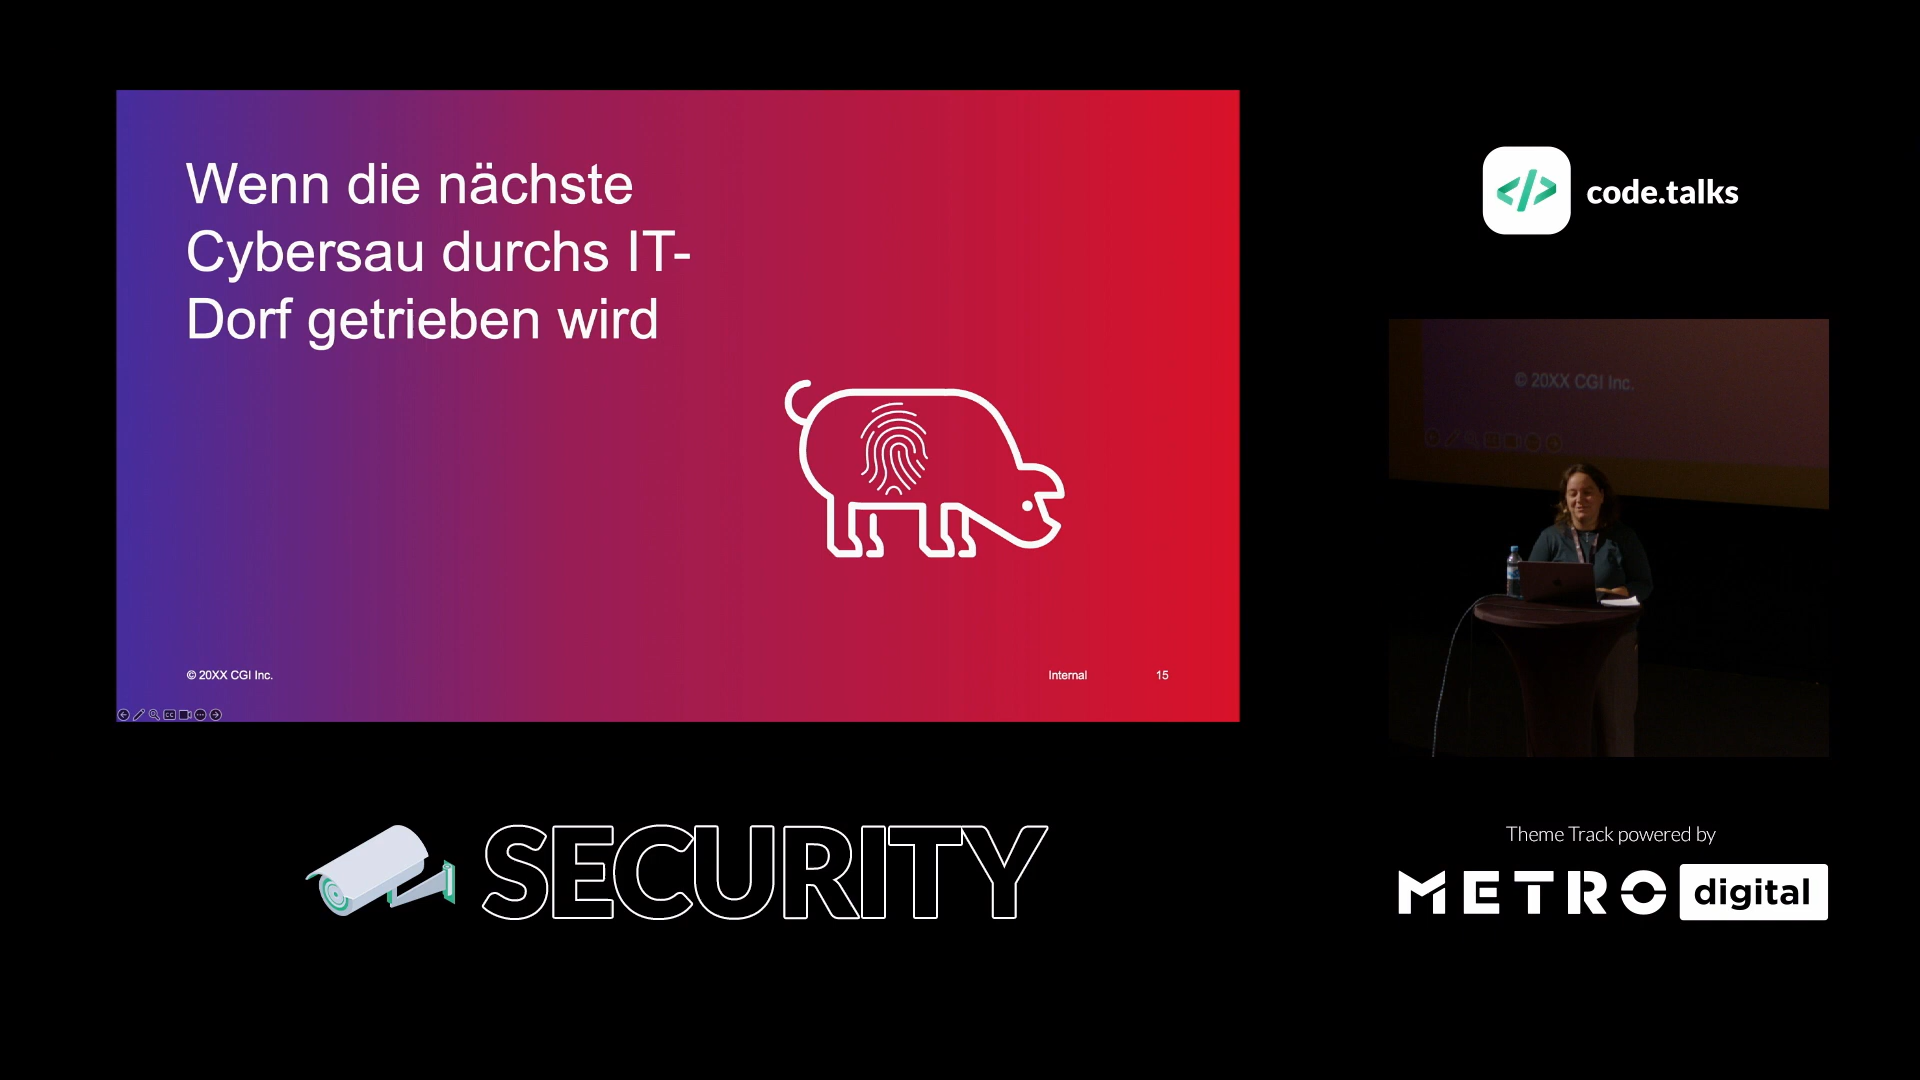 Wenn die nächste
Cybersau durchs IT-
Dorf getrieben wird
© 20XX CGI Inc.
Internal
15
code.talks
© 20XX CGI Inc.
SECURITY
Theme Track powered by
METRO digital